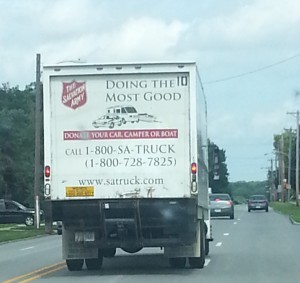 THE
SALVATION
ARMY
DOING THE
MOST GOOD
10
DONATE YOUR CAR, CAMPER OR BOAT
CALL 1-800-SA-TRUCK
(1-800-728-7825)
www.satruck.com